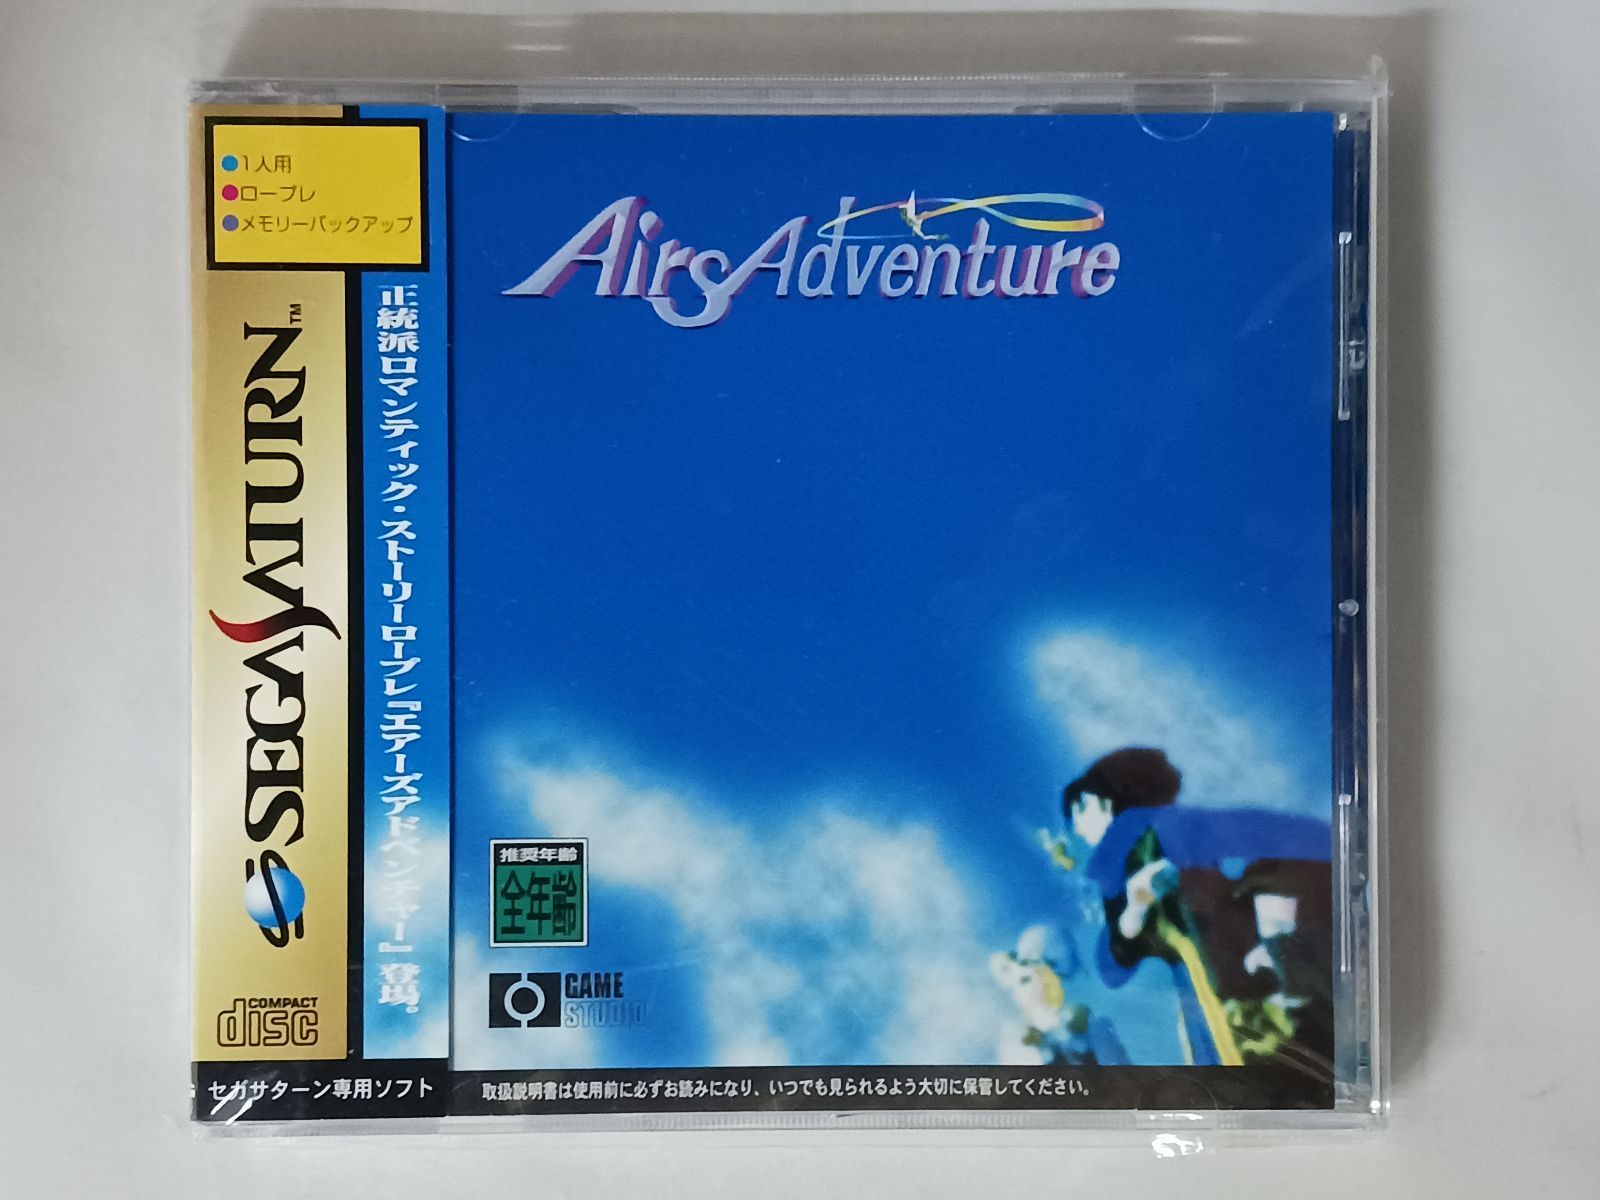 1人用
ロープレ
メモリーバックアップ
SEGA SATURN™
正統派ロマンティック・ストーリーロープレ『エアーズアドベンチャー』登場。
COMPACT
disc
セガサターン専用ソフト
Airs Adventure
推奨年齢
全年齢
GAME
STUDIO
取扱説明書は使用前に必ずお読みになり、いつでも見られるよう大切に保管してください。